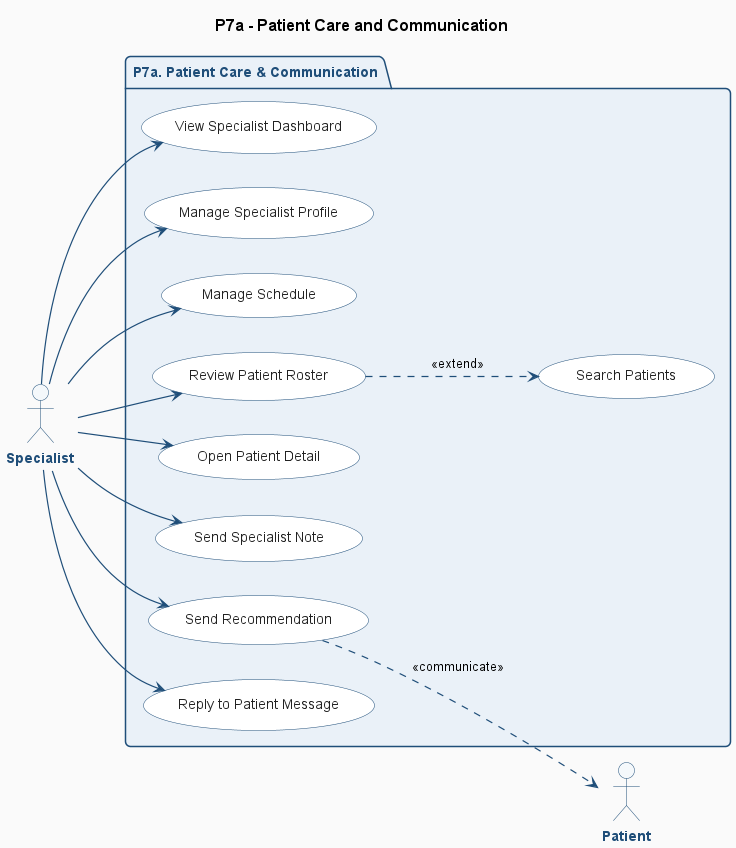 P7a - Patient Care and Communication
P7a. Patient Care & Communication
View Specialist Dashboard
Manage Specialist Profile
Manage Schedule
Review Patient Roster
«extend»
Search Patients
Specialist
Open Patient Detail
Send Specialist Note
Send Recommendation
«communicate»
Reply to Patient Message
Patient